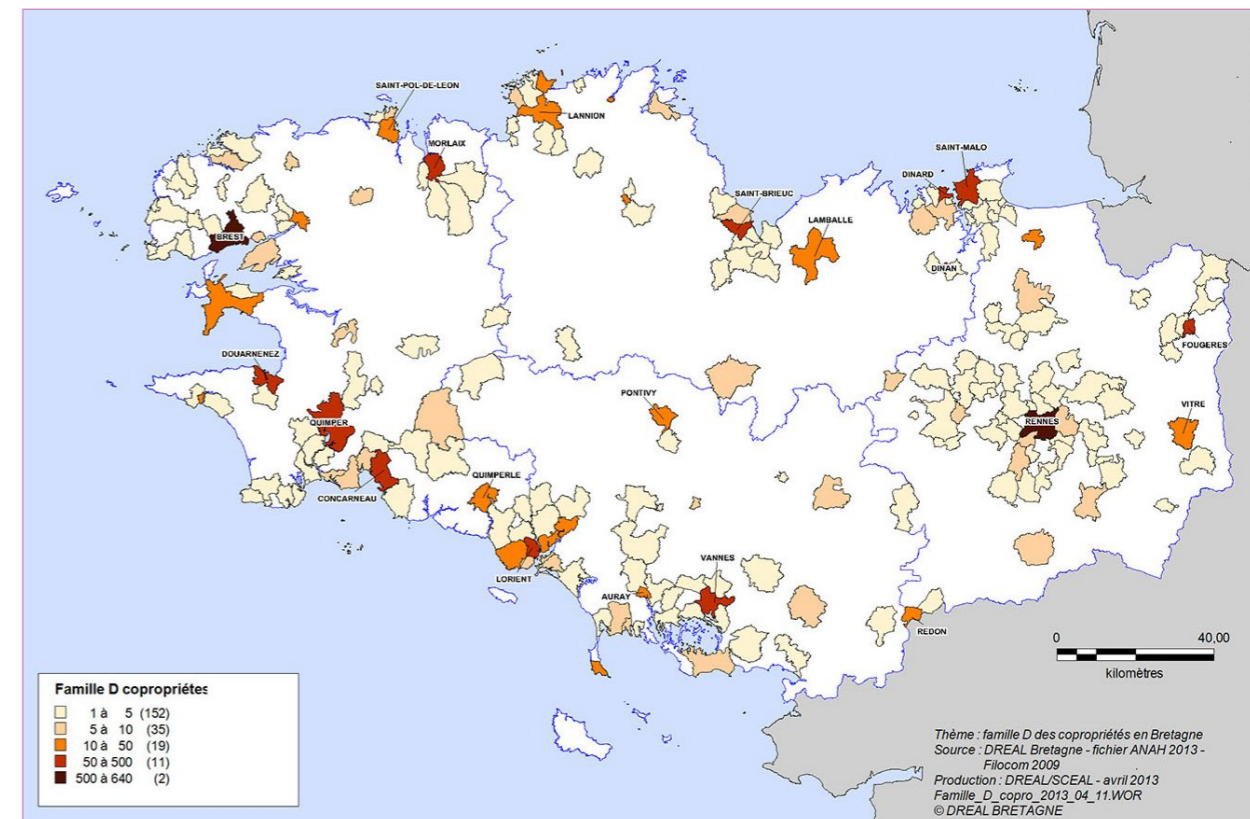 SAINT-POL-DE-LEON
LANNION
MORLAIX
SAINT-MALO
DINARD
SAINT-BRIEUC
LAMBALLE
BREST
DINAN
FOUGERES
DOUARNENEZ
PONTIVY
VITRE
QUIMPER
RENNES
QUIMPERLE
CONCARNEAU
VANNES
LORIENT
AURAY
REDON
0 40,00
kilomètres
Famille D copropriétés
1 à 5 (152)
5 à 10 (35)
10 à 50 (19)
50 à 500 (11)
500 à 640 (2)
Thème : famille D des copropriétés en Bretagne
Source : DREAL Bretagne - fichier ANAH 2013 -
Filocom 2009
Production : DREAL/SCEAL - avril 2013
Famille_D_copro_2013_04_11.WOR
© DREAL BRETAGNE